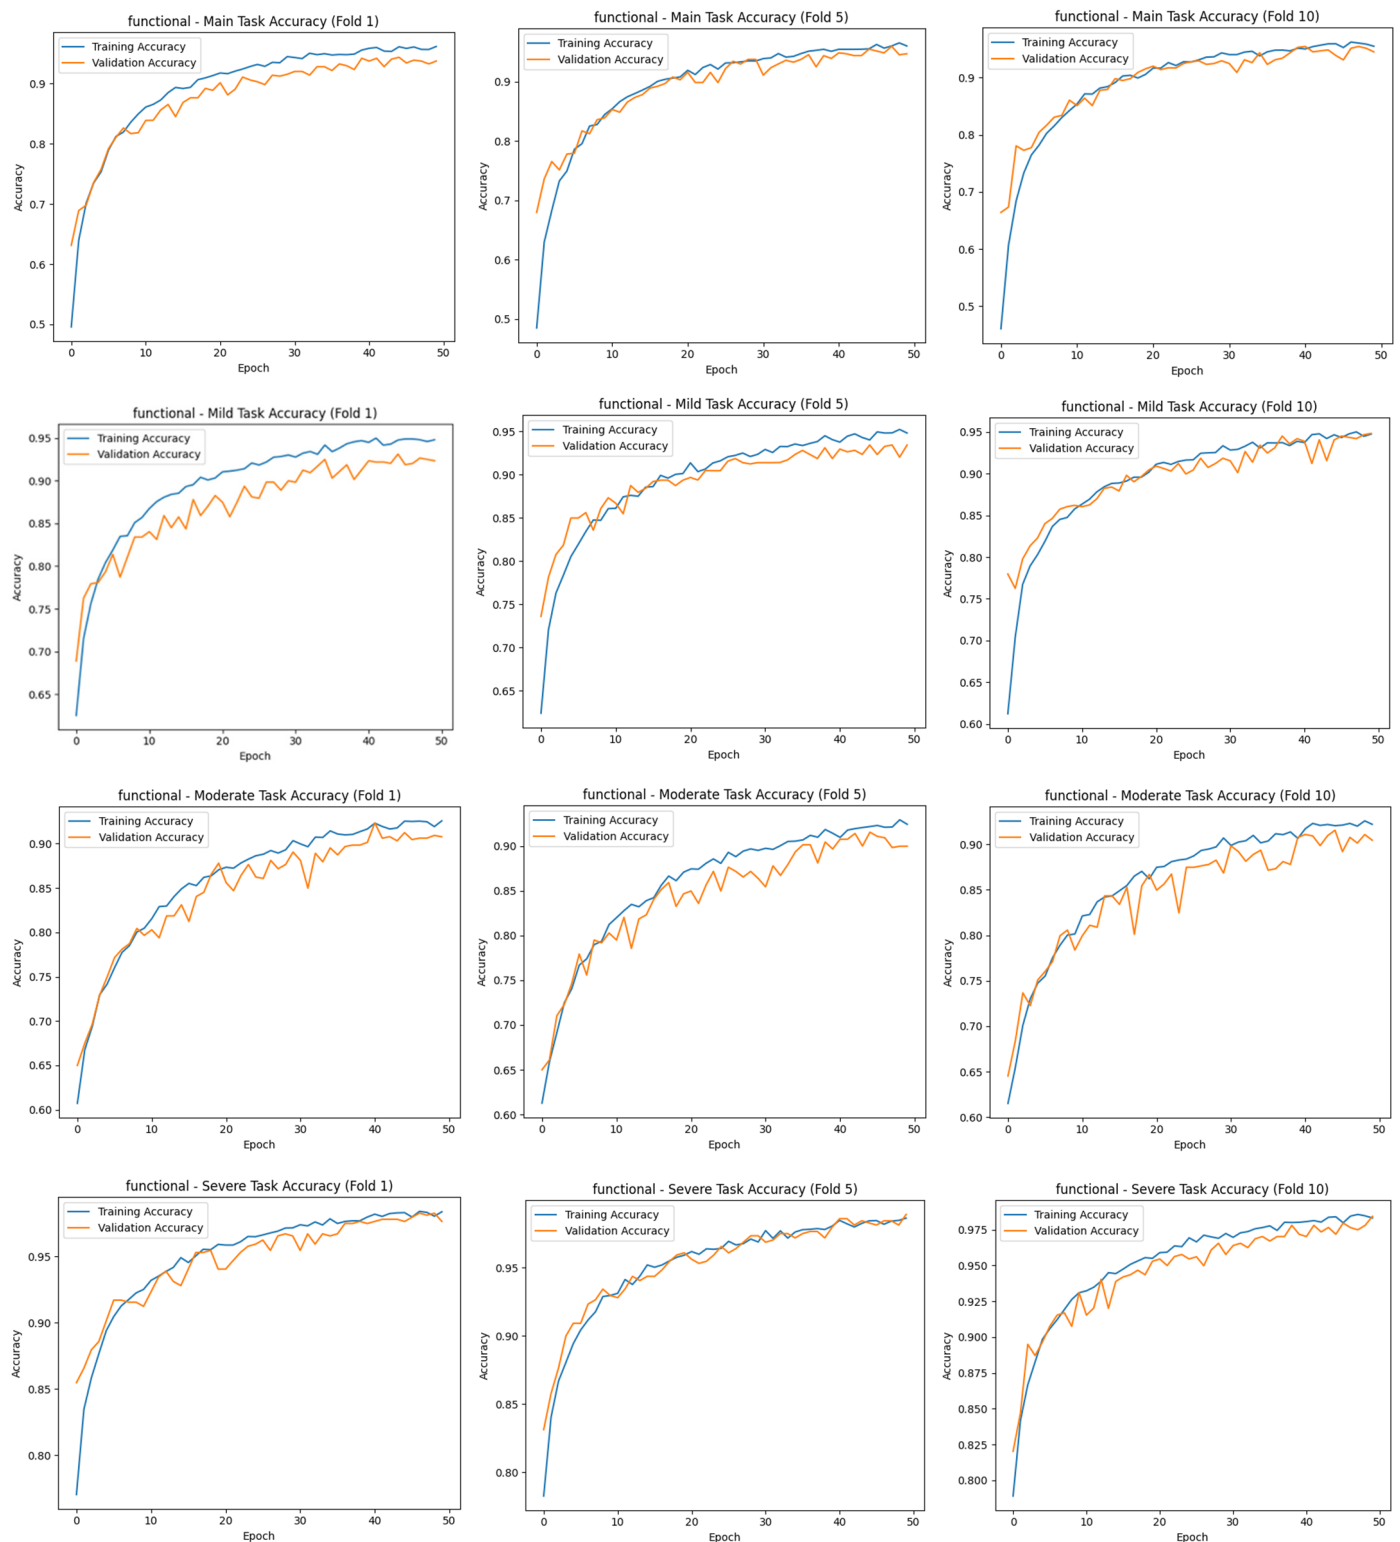 functional - Main Task Accuracy (Fold 1)
Training Accuracy
Validation Accuracy
0.9
0.8
0.7
0.6
0.5
Accuracy
0
10
20
30
40
50
Epoch
functional - Main Task Accuracy (Fold 5)
Training Accuracy
Validation Accuracy
0.9
0.8
0.7
0.6
0.5
Accuracy
0
10
20
30
40
50
Epoch
functional - Main Task Accuracy (Fold 10)
Training Accuracy
Validation Accuracy
0.9
0.8
0.7
0.6
0.5
Accuracy
0
10
20
30
40
50
Epoch
functional - Mild Task Accuracy (Fold 1)
Training Accuracy
Validation Accuracy
0.95
0.90
0.85
0.80
0.75
0.70
0.65
Accuracy
0
10
20
30
40
50
Epoch
functional - Mild Task Accuracy (Fold 5)
Training Accuracy
Validation Accuracy
0.95
0.90
0.85
0.80
0.75
0.70
0.65
Accuracy
0
10
20
30
40
50
Epoch
functional - Mild Task Accuracy (Fold 10)
Training Accuracy
Validation Accuracy
0.95
0.90
0.85
0.80
0.75
0.70
0.65
0.60
Accuracy
0
10
20
30
40
50
Epoch
functional - Moderate Task Accuracy (Fold 1)
Training Accuracy
Validation Accuracy
0.90
0.85
0.80
0.75
0.70
0.65
0.60
Accuracy
0
10
20
30
40
50
Epoch
functional - Moderate Task Accuracy (Fold 5)
Training Accuracy
Validation Accuracy
0.90
0.85
0.80
0.75
0.70
0.65
0.60
Accuracy
0
10
20
30
40
50
Epoch
functional - Moderate Task Accuracy (Fold 10)
Training Accuracy
Validation Accuracy
0.90
0.85
0.80
0.75
0.70
0.65
0.60
Accuracy
0
10
20
30
40
50
Epoch
functional - Severe Task Accuracy (Fold 1)
Training Accuracy
Validation Accuracy
0.95
0.90
0.85
0.80
Accuracy
0
10
20
30
40
50
Epoch
functional - Severe Task Accuracy (Fold 5)
Training Accuracy
Validation Accuracy
0.95
0.90
0.85
0.80
Accuracy
0
10
20
30
40
50
Epoch
functional - Severe Task Accuracy (Fold 10)
Training Accuracy
Validation Accuracy
0.975
0.950
0.925
0.900
0.875
0.850
0.825
0.800
Accuracy
0
10
20
30
40
50
Epoch